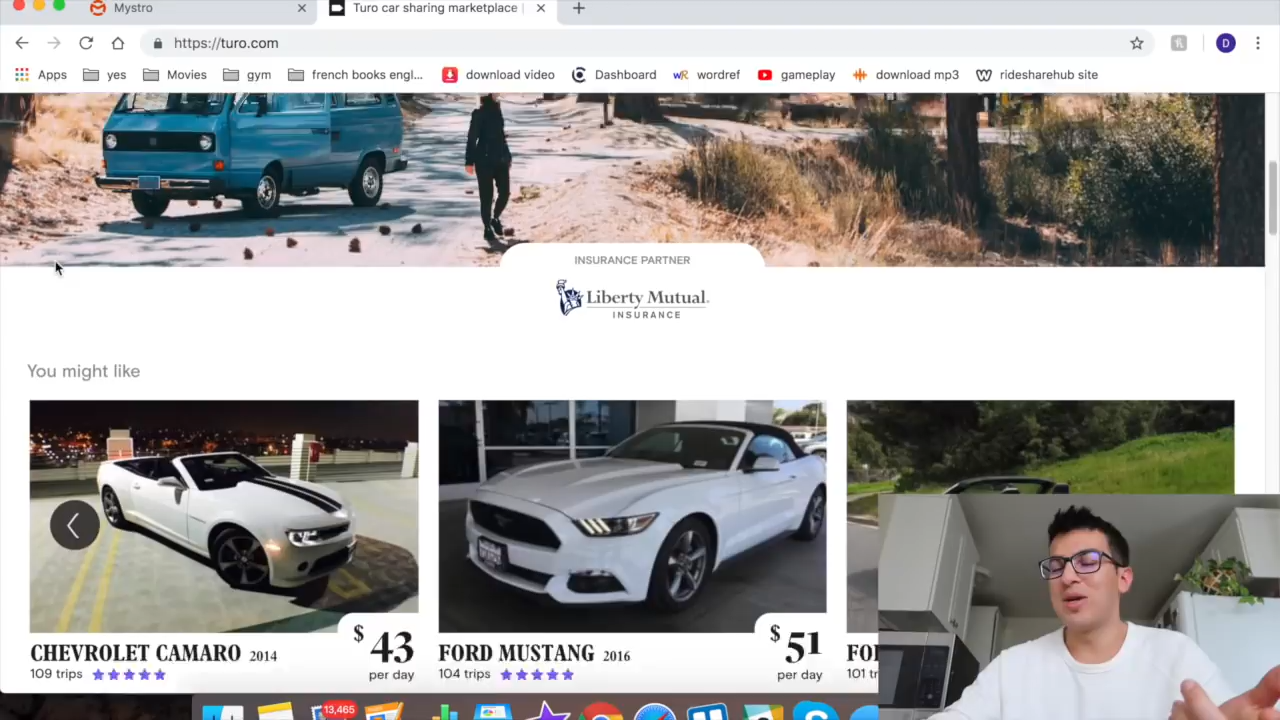 Mystro
Turo car sharing marketplace
https://turo.com
D
Apps yes Movies gym french books engl... download video Dashboard wordref gameplay download mp3 ridesharehub site
INSURANCE PARTNER
Liberty Mutual
INSURANCE
You might like
CHEVROLET CAMARO 2014
109 trips
$43
per day
FORD MUSTANG 2016
104 trips
$51
per day
FO
101 t
13,465